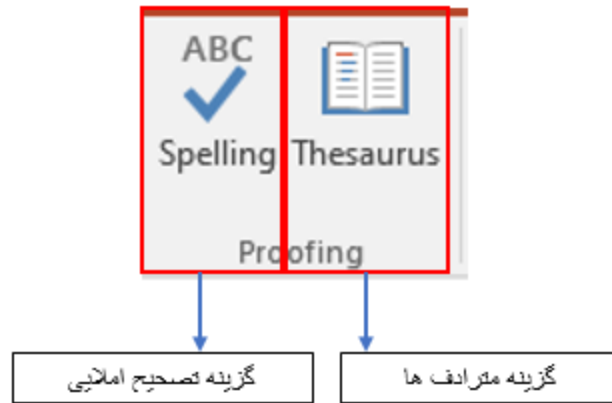 ABC
Spelling Thesaurus
Proofing
گزینه تصحیح املایی
گزینه مترادف ها